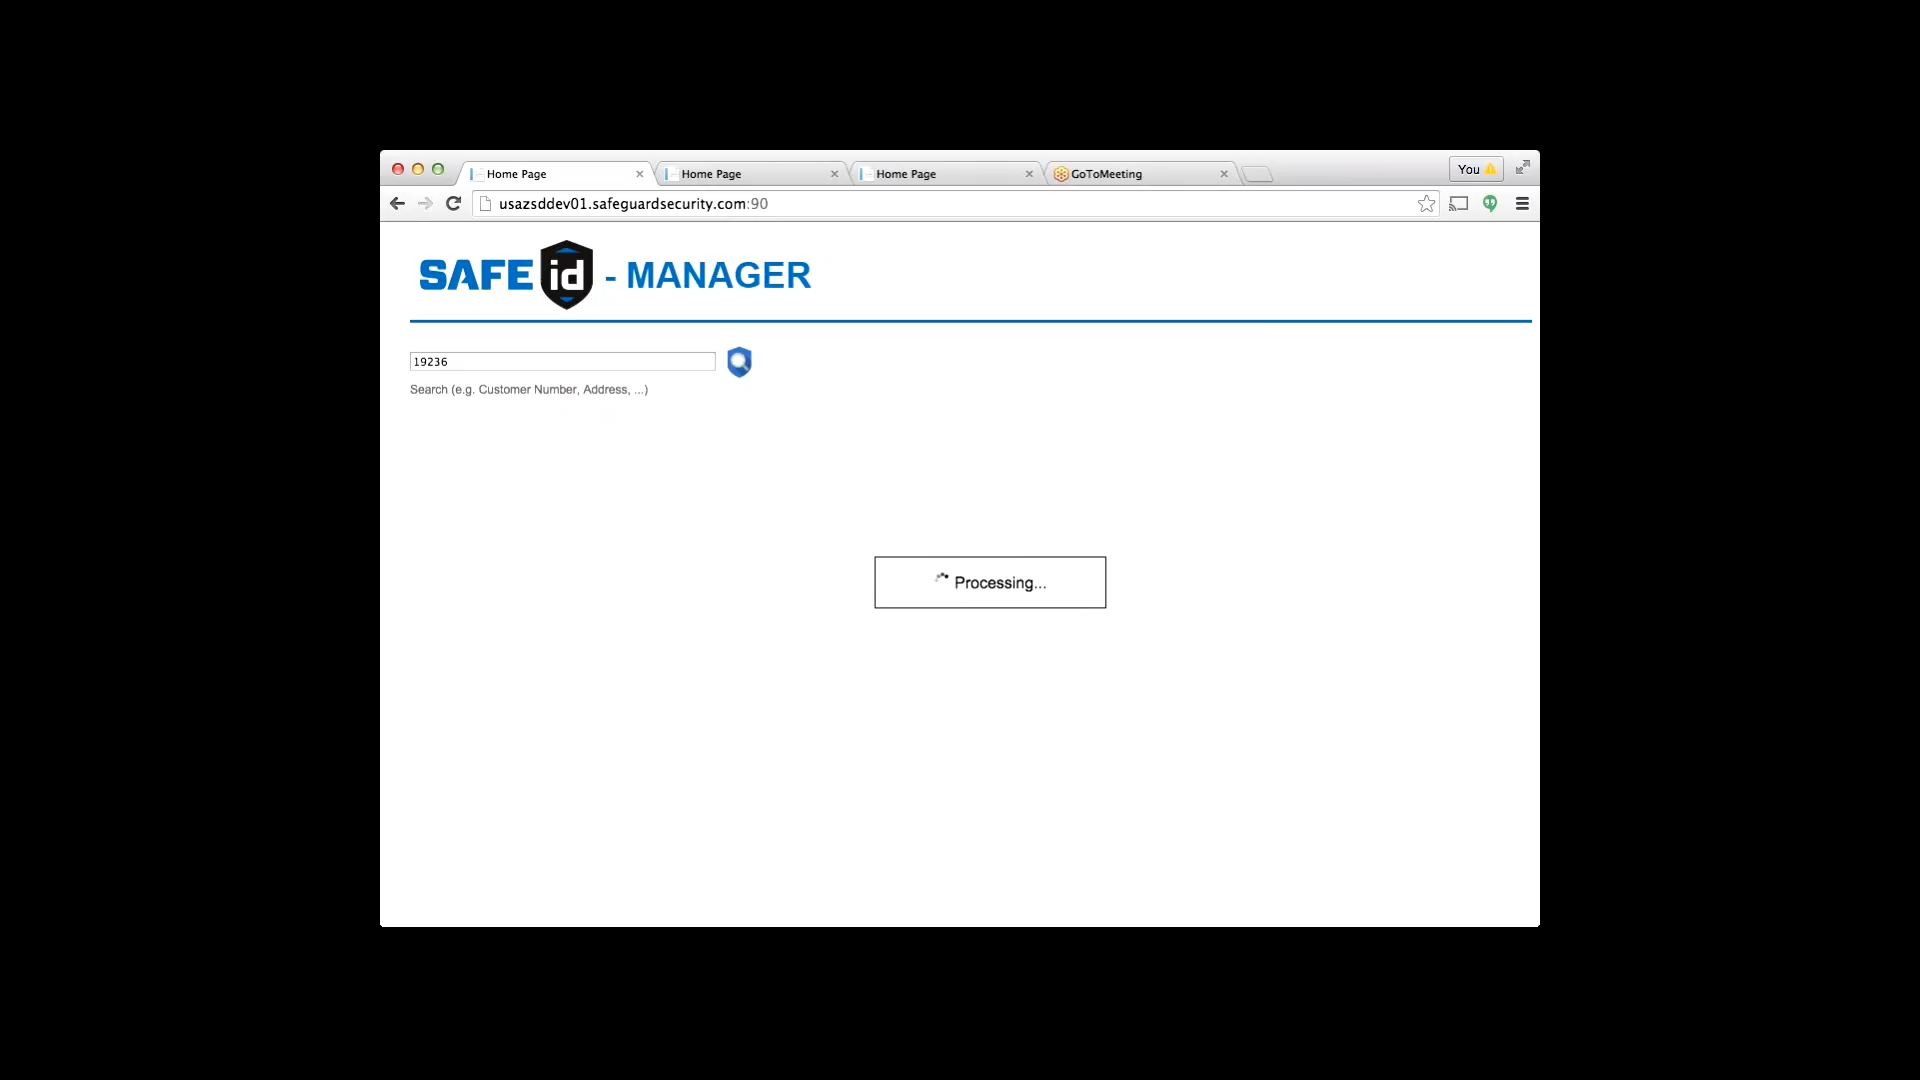 Home Page
Home Page
Home Page
GoToMeeting
You
usazsddev01.safeguardsecurity.com:90
SAFE id - MANAGER
19236
Search (e.g. Customer Number, Address, ...)
Processing...